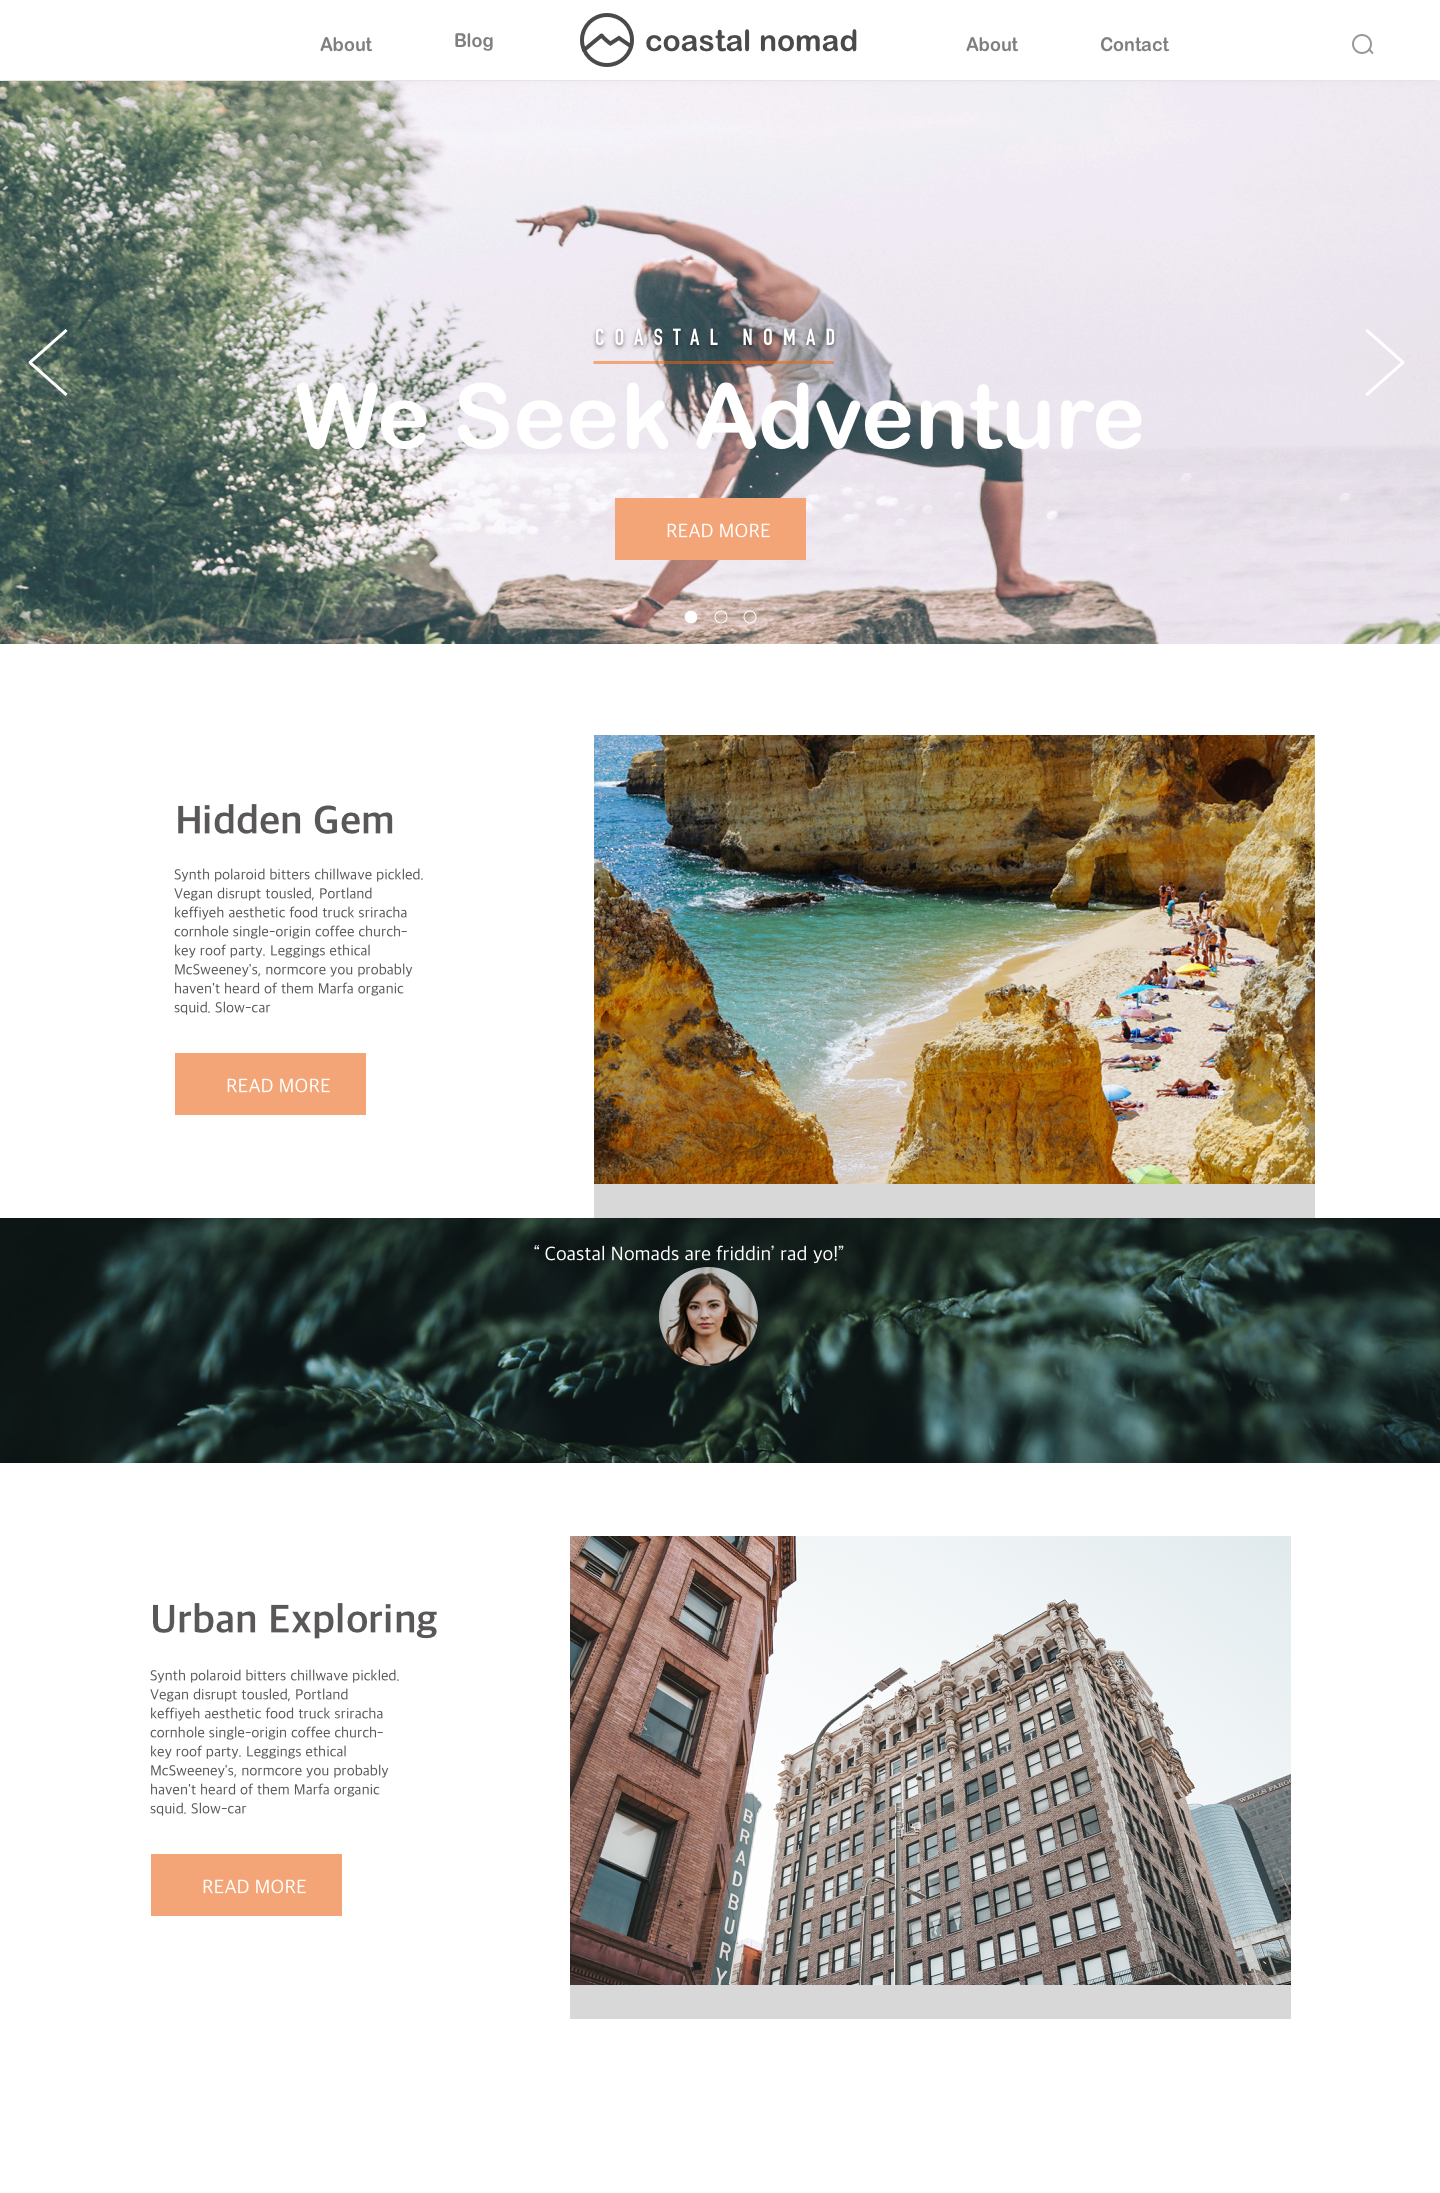 About Blog coastal nomad About Contact
COASTAL NOMAD
We Seek Adventure
READ MORE
Hidden Gem
Synth polaroid bitters chillwave pickled.
Vegan disrupt tousled, Portland
keffiyeh aesthetic food truck sriracha
cornhole single-origin coffee church-
key roof party. Leggings ethical
McSweeney's, normcore you probably
haven't heard of them Marfa organic
squid. Slow-car
READ MORE
“ Coastal Nomads are friddin’ rad yo!”
Urban Exploring
Synth polaroid bitters chillwave pickled.
Vegan disrupt tousled, Portland
keffiyeh aesthetic food truck sriracha
cornhole single-origin coffee church-
key roof party. Leggings ethical
McSweeney's, normcore you probably
haven't heard of them Marfa organic
squid. Slow-car
READ MORE
WELLS FARGO
BRADBURY